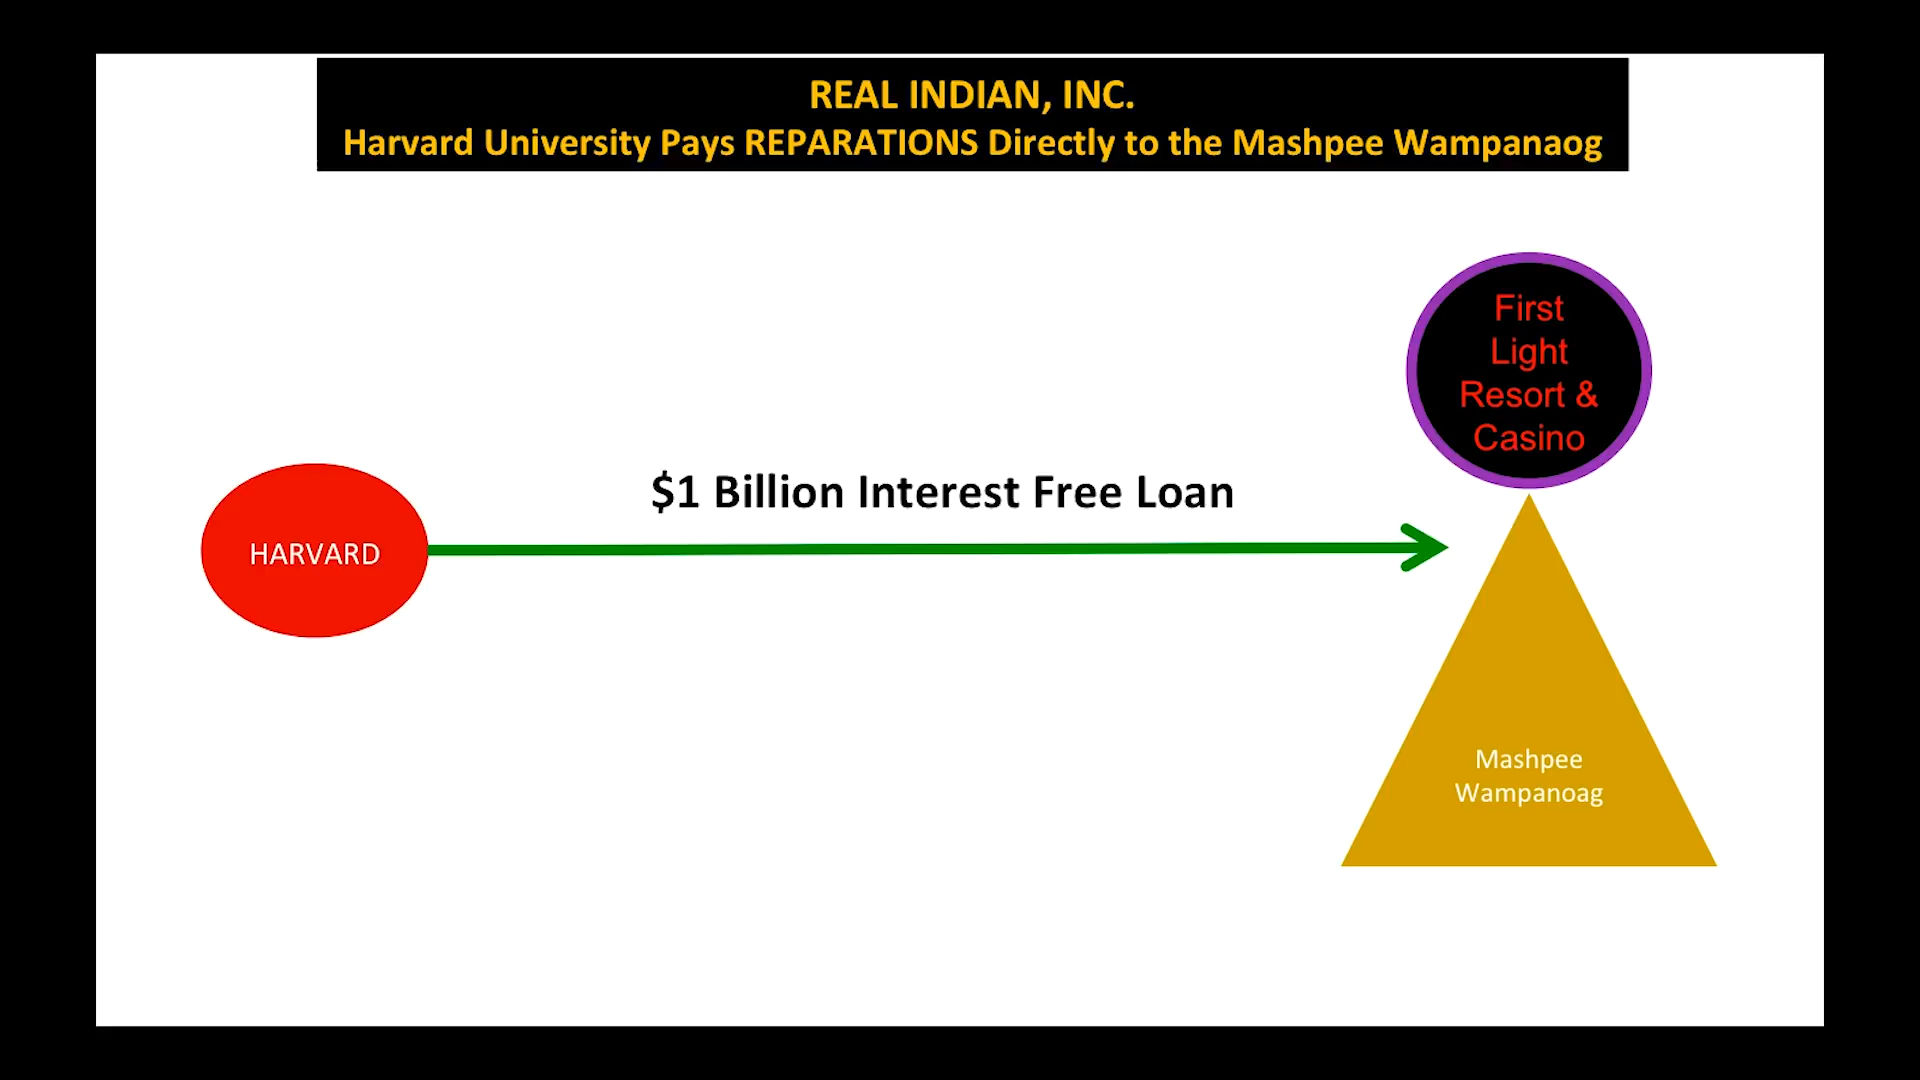 REAL INDIAN, INC.
Harvard University Pays REPARATIONS Directly to the Mashpee Wampanaog
First
Light
Resort &
Casino
$1 Billion Interest Free Loan
HARVARD
Mashpee
Wampanoag